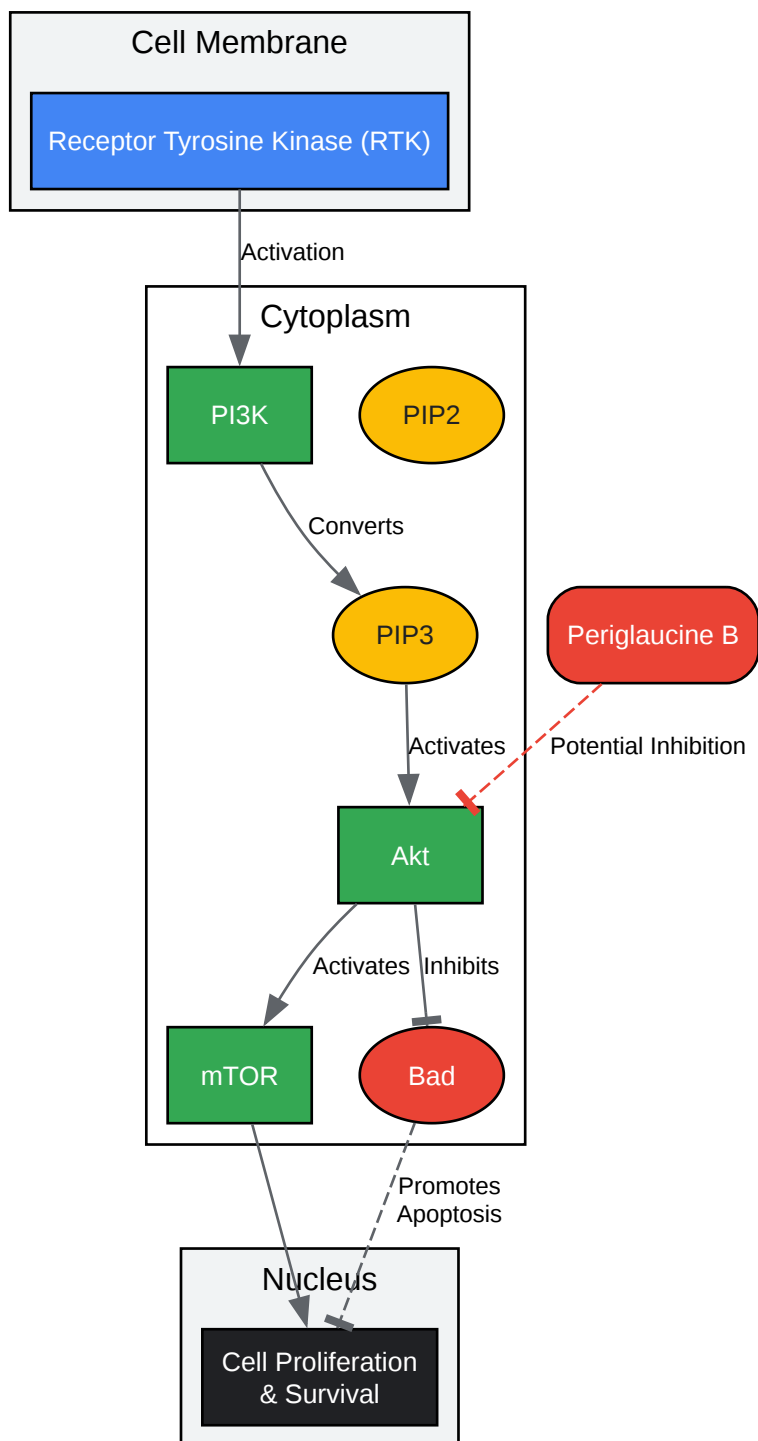 Cell Membrane
Receptor Tyrosine Kinase (RTK)
Activation
Cytoplasm
PI3K
PIP2
Converts
PIP3
Periglaucine B
Activates
Potential Inhibition
Akt
Activates
Inhibits
mTOR
Bad
Promotes
Apoptosis
Nucleus
Cell Proliferation
& Survival